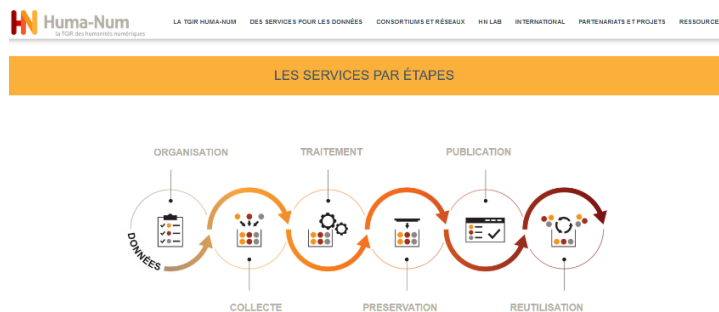 HN Huma-Num
la TGIR des humanités numériques
LA TGIR HUMA-NUM DES SERVICES POUR LES DONNÉES CONSORTIUMS ET RÉSEAUX HN LAB INTERNATIONAL PARTENARIATS ET PROJETS RESSOURCE
LES SERVICES PAR ÉTAPES
ORGANISATION TRAITEMENT PUBLICATION
DONNÉES
COLLECTE PRESERVATION REUTILISATION